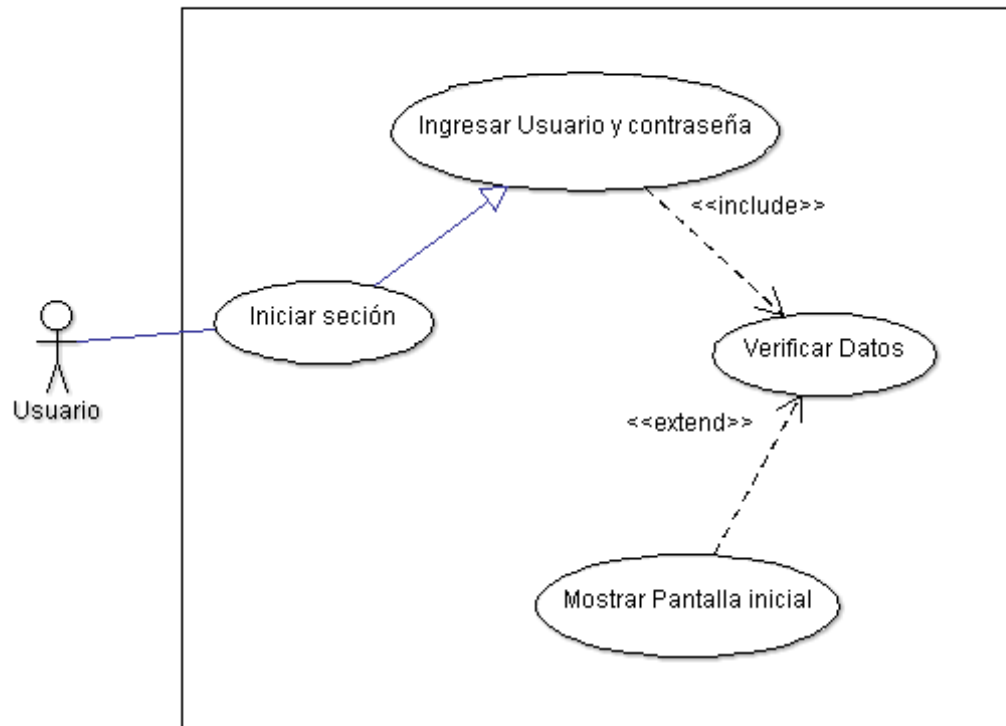 Ingresar Usuario y contraseña
<<include>>
Iniciar seción
Verificar Datos
Usuario
<<extend>>
Mostrar Pantalla inicial